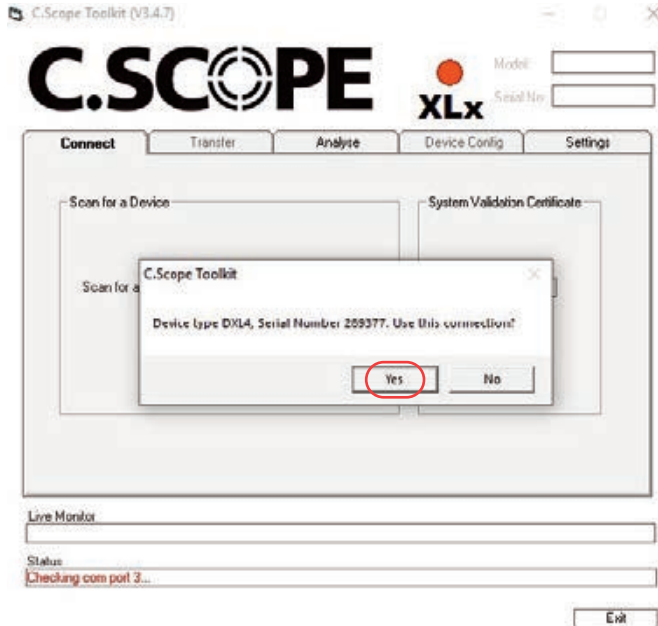 C.Scope Toolkit (V3.4.7)
C.SCOPE
XLx
Model:
Serial No:
Connect
Transfer
Analyse
Device Config
Settings
Scan for a Device
System Validation Certificate
Scan for a
C.Scope Toolkit
Device type DXL4, Serial Number 289377. Use this connection?
Yes
No
Live Monitor
Status
Checking com port 3...
Exit